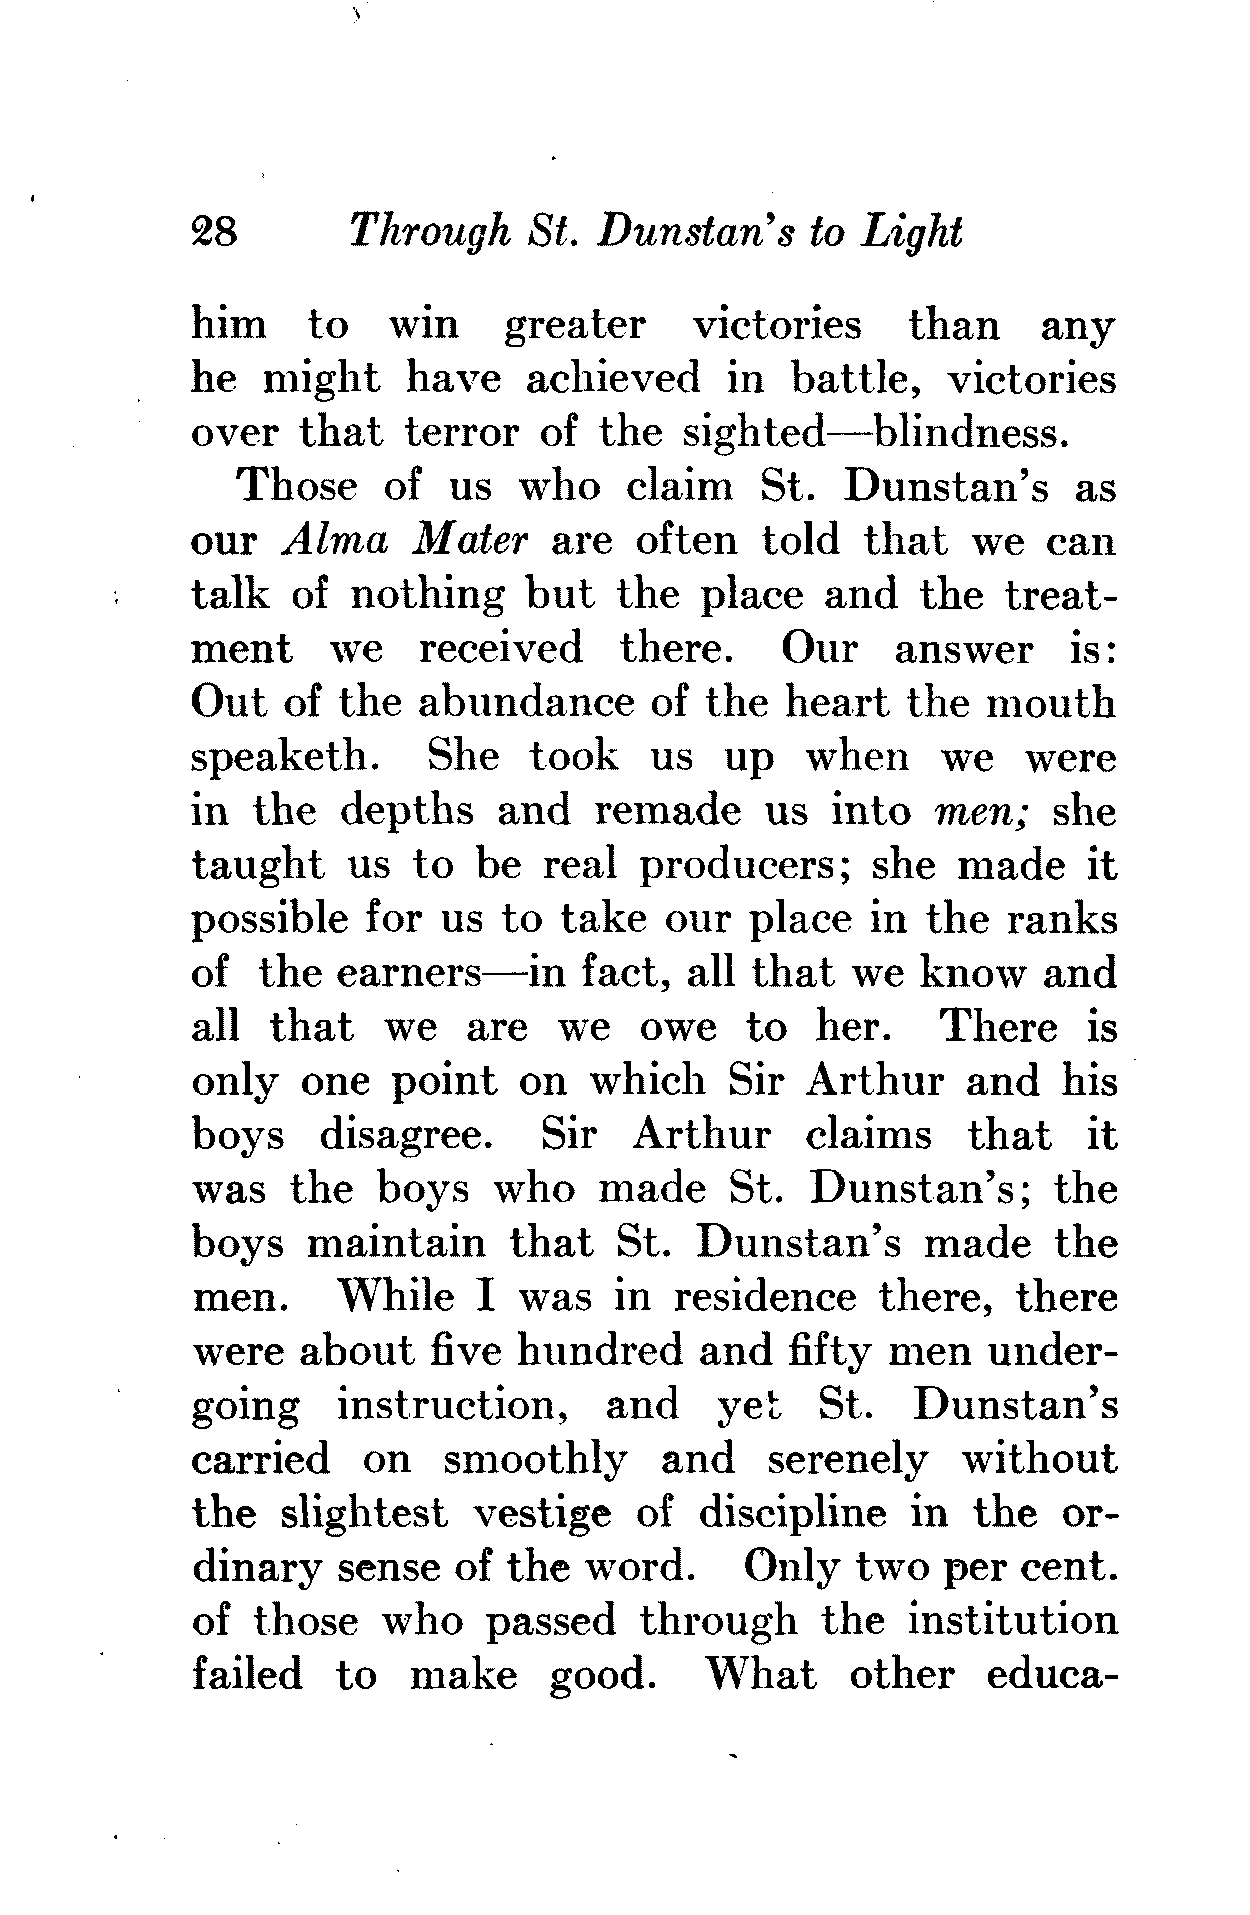 28 Through St. Dunstan's to Light
him to win greater victories than any
he might have achieved in battle, victories
over that terror of the sighted—blindness.
Those of us who claim St. Dunstan's as
our Alma Mater are often told that we can
talk of nothing but the place and the treat-
ment we received there. Our answer is:
Out of the abundance of the heart the mouth
speaketh. She took us up when we were
in the depths and remade us into men; she
taught us to be real producers; she made it
possible for us to take our place in the ranks
of the earners—in fact, all that we know and
all that we are we owe to her. There is
only one point on which Sir Arthur and his
boys disagree. Sir Arthur claims that it
was the boys who made St. Dunstan's; the
boys maintain that St. Dunstan's made the
men. While I was in residence there, there
were about five hundred and fifty men under-
going instruction, and yet St. Dunstan's
carried on smoothly and serenely without
the slightest vestige of discipline in the or-
dinary sense of the word. Only two per cent.
of those who passed through the institution
failed to make good. What other educa-